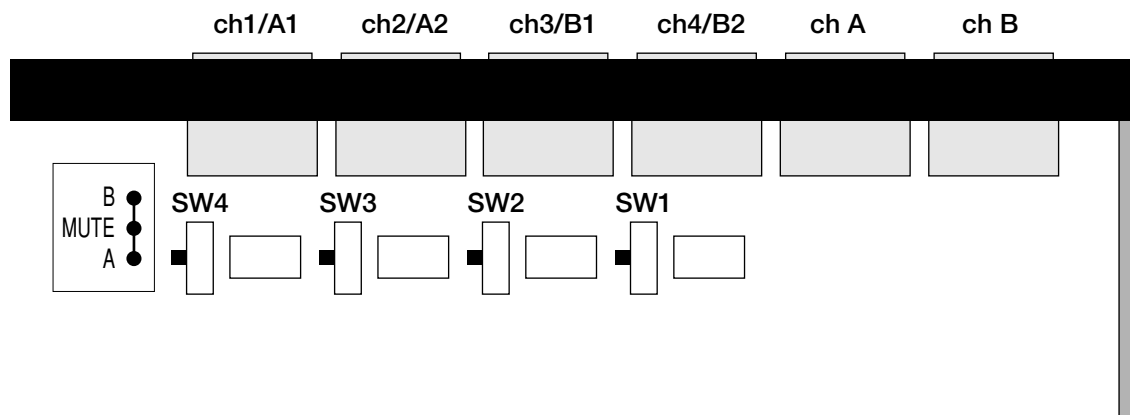 ch1/A1 ch2/A2 ch3/B1 ch4/B2 ch A ch B
B
MUTE
A
SW4 SW3 SW2 SW1